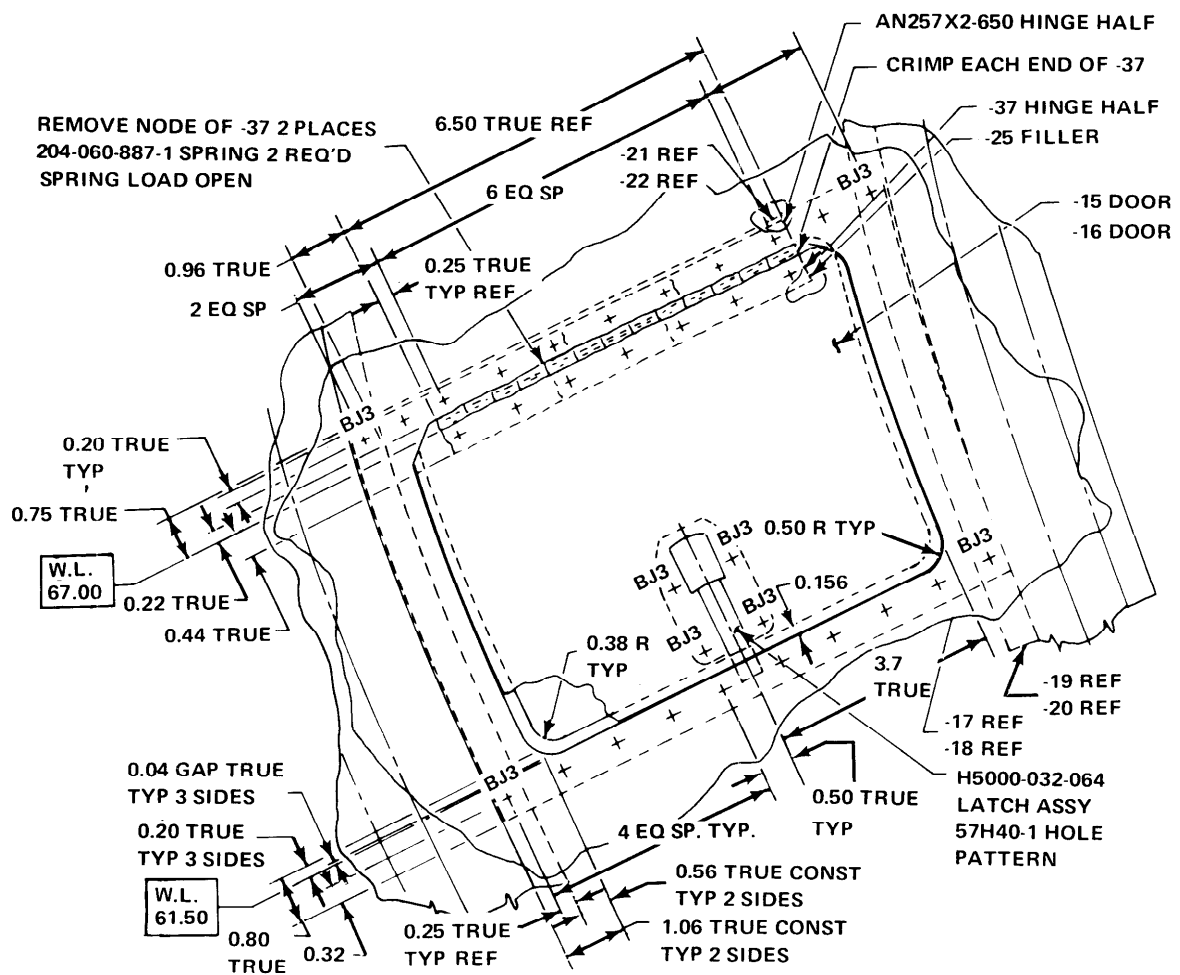 AN257X2-650 HINGE HALF
CRIMP EACH END OF -37
-37 HINGE HALF
-25 FILLER
REMOVE NODE OF -37 2 PLACES
204-060-887-1 SPRING 2 REQ'D
SPRING LOAD OPEN
6.50 TRUE REF
-21 REF
-22 REF
6 EQ SP
BJ3
-15 DOOR
-16 DOOR
0.96 TRUE
2 EQ SP
0.25 TRUE
TYP REF
BJ3
0.20 TRUE
TYP
0.75 TRUE
W.L.
67.00
0.22 TRUE
0.44 TRUE
0.50 R TYP
BJ3
BJ3
BJ3
0.156
BJ3
BJ3
0.38 R
TYP
3.7
TRUE
-19 REF
-20 REF
-17 REF
-18 REF
BJ3
0.04 GAP TRUE
TYP 3 SIDES
0.20 TRUE
TYP 3 SIDES
H5000-032-064
LATCH ASSY
57H40-1 HOLE
PATTERN
0.50 TRUE
TYP
4 EQ SP. TYP.
W.L.
61.50
0.56 TRUE CONST
TYP 2 SIDES
0.80
TRUE
0.32
0.25 TRUE
TYP REF
1.06 TRUE CONST
TYP 2 SIDES